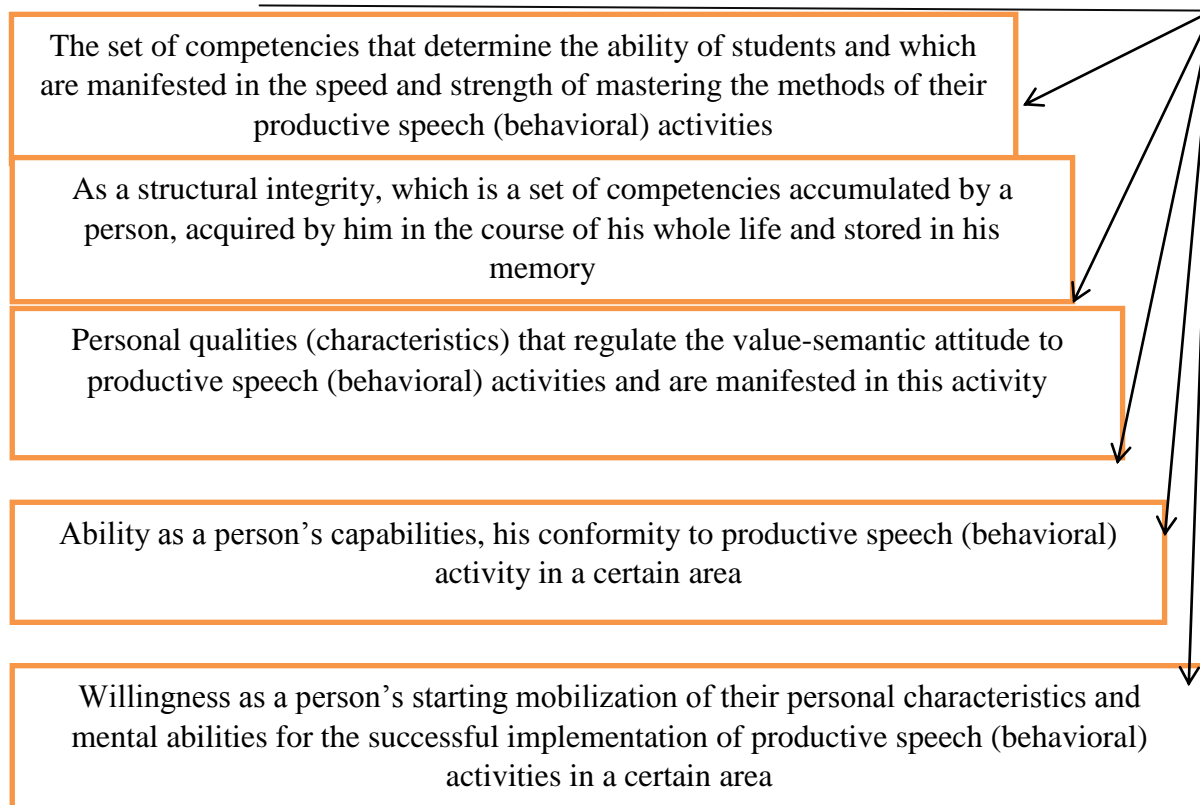 The set of competencies that determine the ability of students and which
are manifested in the speed and strength of mastering the methods of their
productive speech (behavioral) activities
As a structural integrity, which is a set of competencies accumulated by a
person, acquired by him in the course of his whole life and stored in his
memory
Personal qualities (characteristics) that regulate the value-semantic attitude to
productive speech (behavioral) activities and are manifested in this activity
Ability as a person’s capabilities, his conformity to productive speech (behavioral)
activity in a certain area
Willingness as a person’s starting mobilization of their personal characteristics and
mental abilities for the successful implementation of productive speech (behavioral)
activities in a certain area